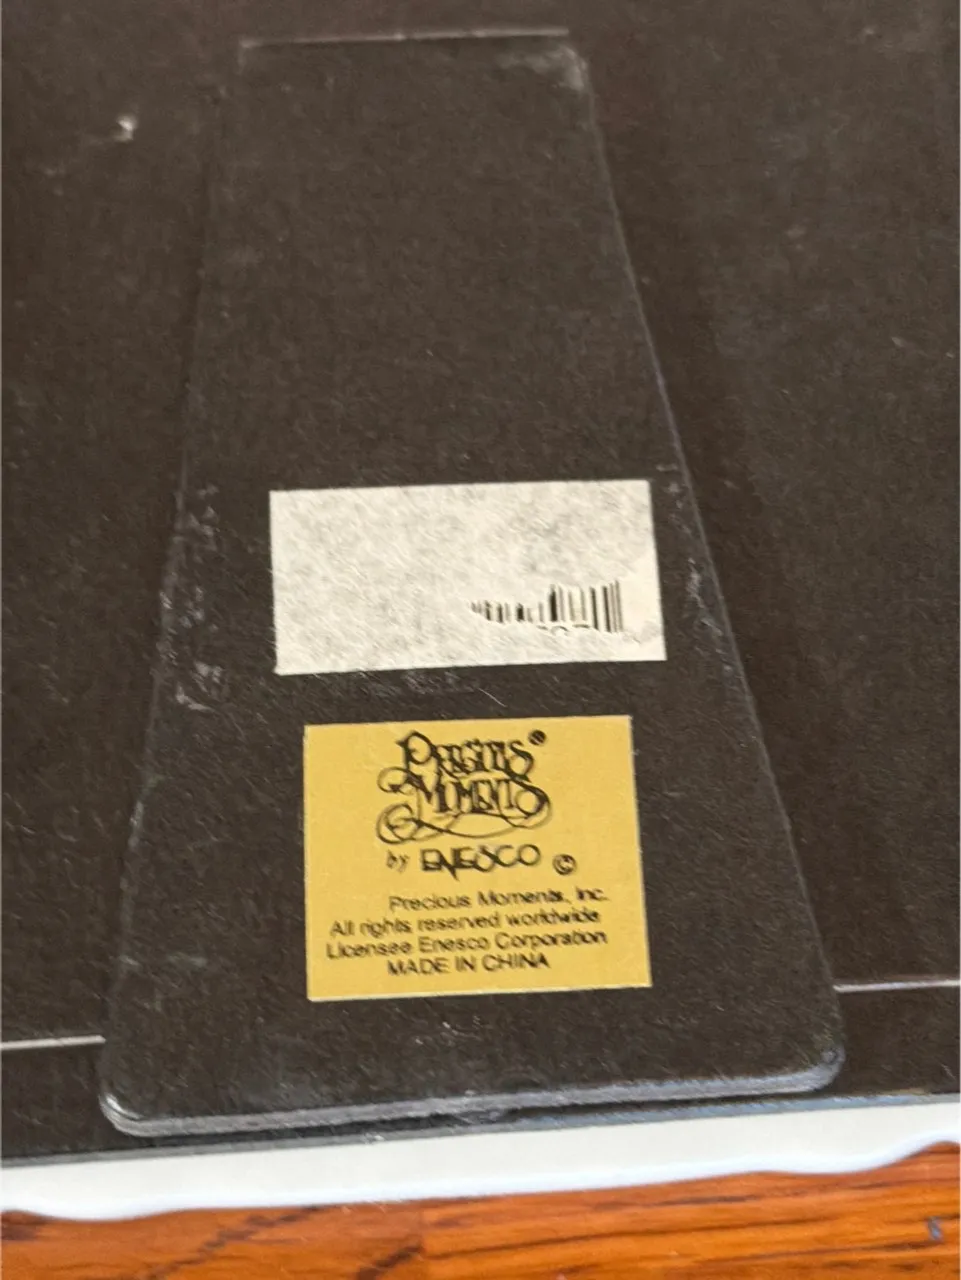 PRECIOUS®
MOMENTS
by ENESCO ©
Precious Moments, Inc.
All rights reserved worldwide
Licensee Enesco Corporation
MADE IN CHINA